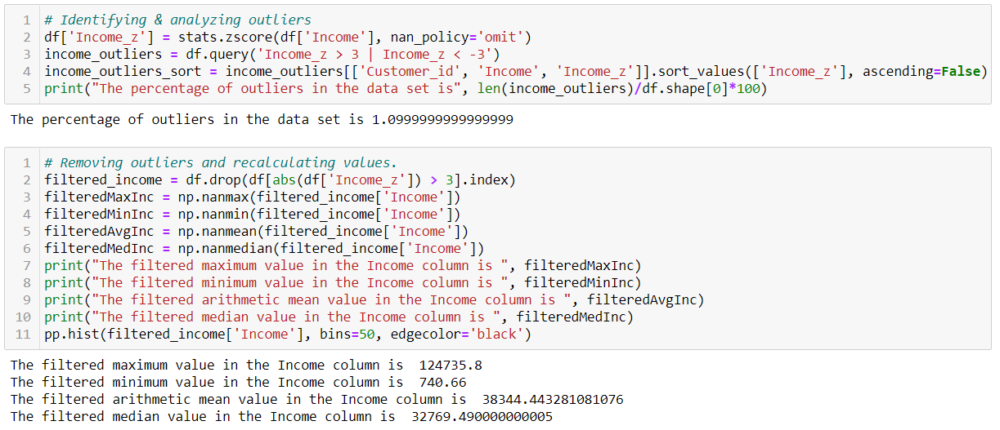 1 # Identifying & analyzing outliers
2 df['Income_z'] = stats.zscore(df['Income'], nan_policy='omit')
3 income_outliers = df.query('Income_z > 3 | Income_z < -3')
4 income_outliers_sort = income_outliers[['Customer_id', 'Income', 'Income_z']].sort_values(['Income_z'], ascending=False)
5 print("The percentage of outliers in the data set is", len(income_outliers)/df.shape[0]*100)
The percentage of outliers in the data set is 1.0999999999999999
1 # Removing outliers and recalculating values.
2 filtered_income = df.drop(df[abs(df['Income_z']) > 3].index)
3 filteredMaxInc = np.nanmax(filtered_income['Income'])
4 filteredMinInc = np.nanmin(filtered_income['Income'])
5 filteredAvgInc = np.nanmean(filtered_income['Income'])
6 filteredMedInc = np.nanmedian(filtered_income['Income'])
7 print("The filtered maximum value in the Income column is ", filteredMaxInc)
8 print("The filtered minimum value in the Income column is ", filteredMinInc)
9 print("The filtered arithmetic mean value in the Income column is ", filteredAvgInc)
10 print("The filtered median value in the Income column is ", filteredMedInc)
11 pp.hist(filtered_income['Income'], bins=50, edgecolor='black')
The filtered maximum value in the Income column is  124735.8
The filtered minimum value in the Income column is  740.66
The filtered arithmetic mean value in the Income column is  38344.443281081076
The filtered median value in the Income column is  32769.490000000005